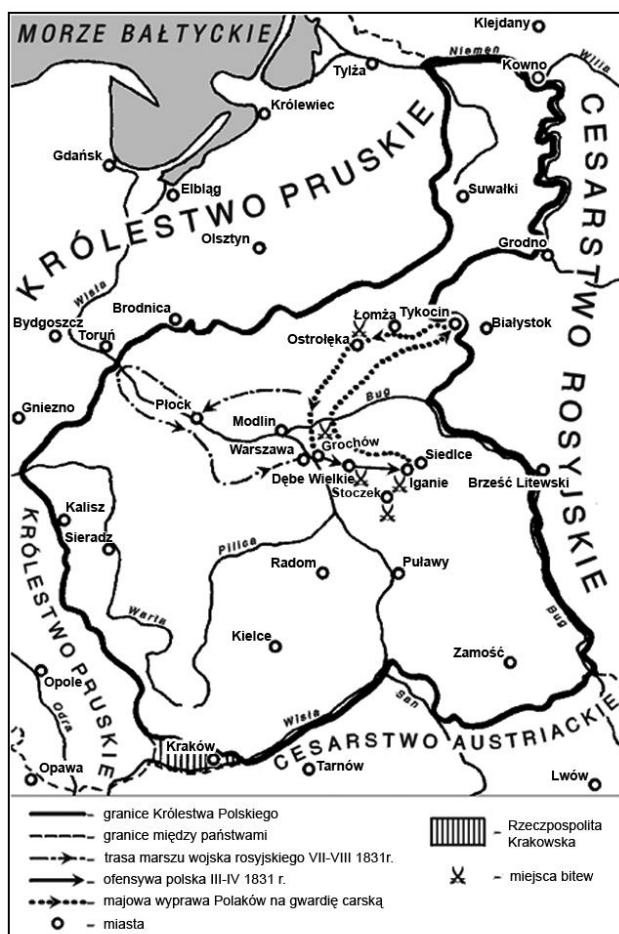 MORZE BAŁTYCKIE
Klejdany
Niemen
Tylża
Kowno
Wilia
Królewiec
Gdańsk
Elbląg
KRÓLESTWO PRUSKIE
CESARSTWO ROSYJSKIE
Suwałki
Olsztyn
Grodno
Wisła
Brodnica
Łomża
Tykocin
Bydgoszcz
Toruń
Ostrołęka
Białystok
Płock
Bug
Gniezno
Modlin
Warszawa
Grochów
Siedlce
Dębe Wielkie
Iganie
Brześć Litewski
Stoczek
Kalisz
Sieradz
KRÓLESTWO PRUSKIE
Pilica
Radom
Puławy
Warta
Bug
Kielce
Zamość
Opole
Odra
Wisła
San
Kraków
CESARSTWO AUSTRIACKIE
Opawa
Tarnów
Lwów
- granice Królestwa Polskiego
- granice między państwami
- trasa marszu wojska rosyjskiego VII-VIII 1831r.
- ofensywa polska III-IV 1831 r.
- majowa wyprawa Polaków na gwardię carską
- miasta
- Rzeczpospolita
Krakowska
- miejsca bitew